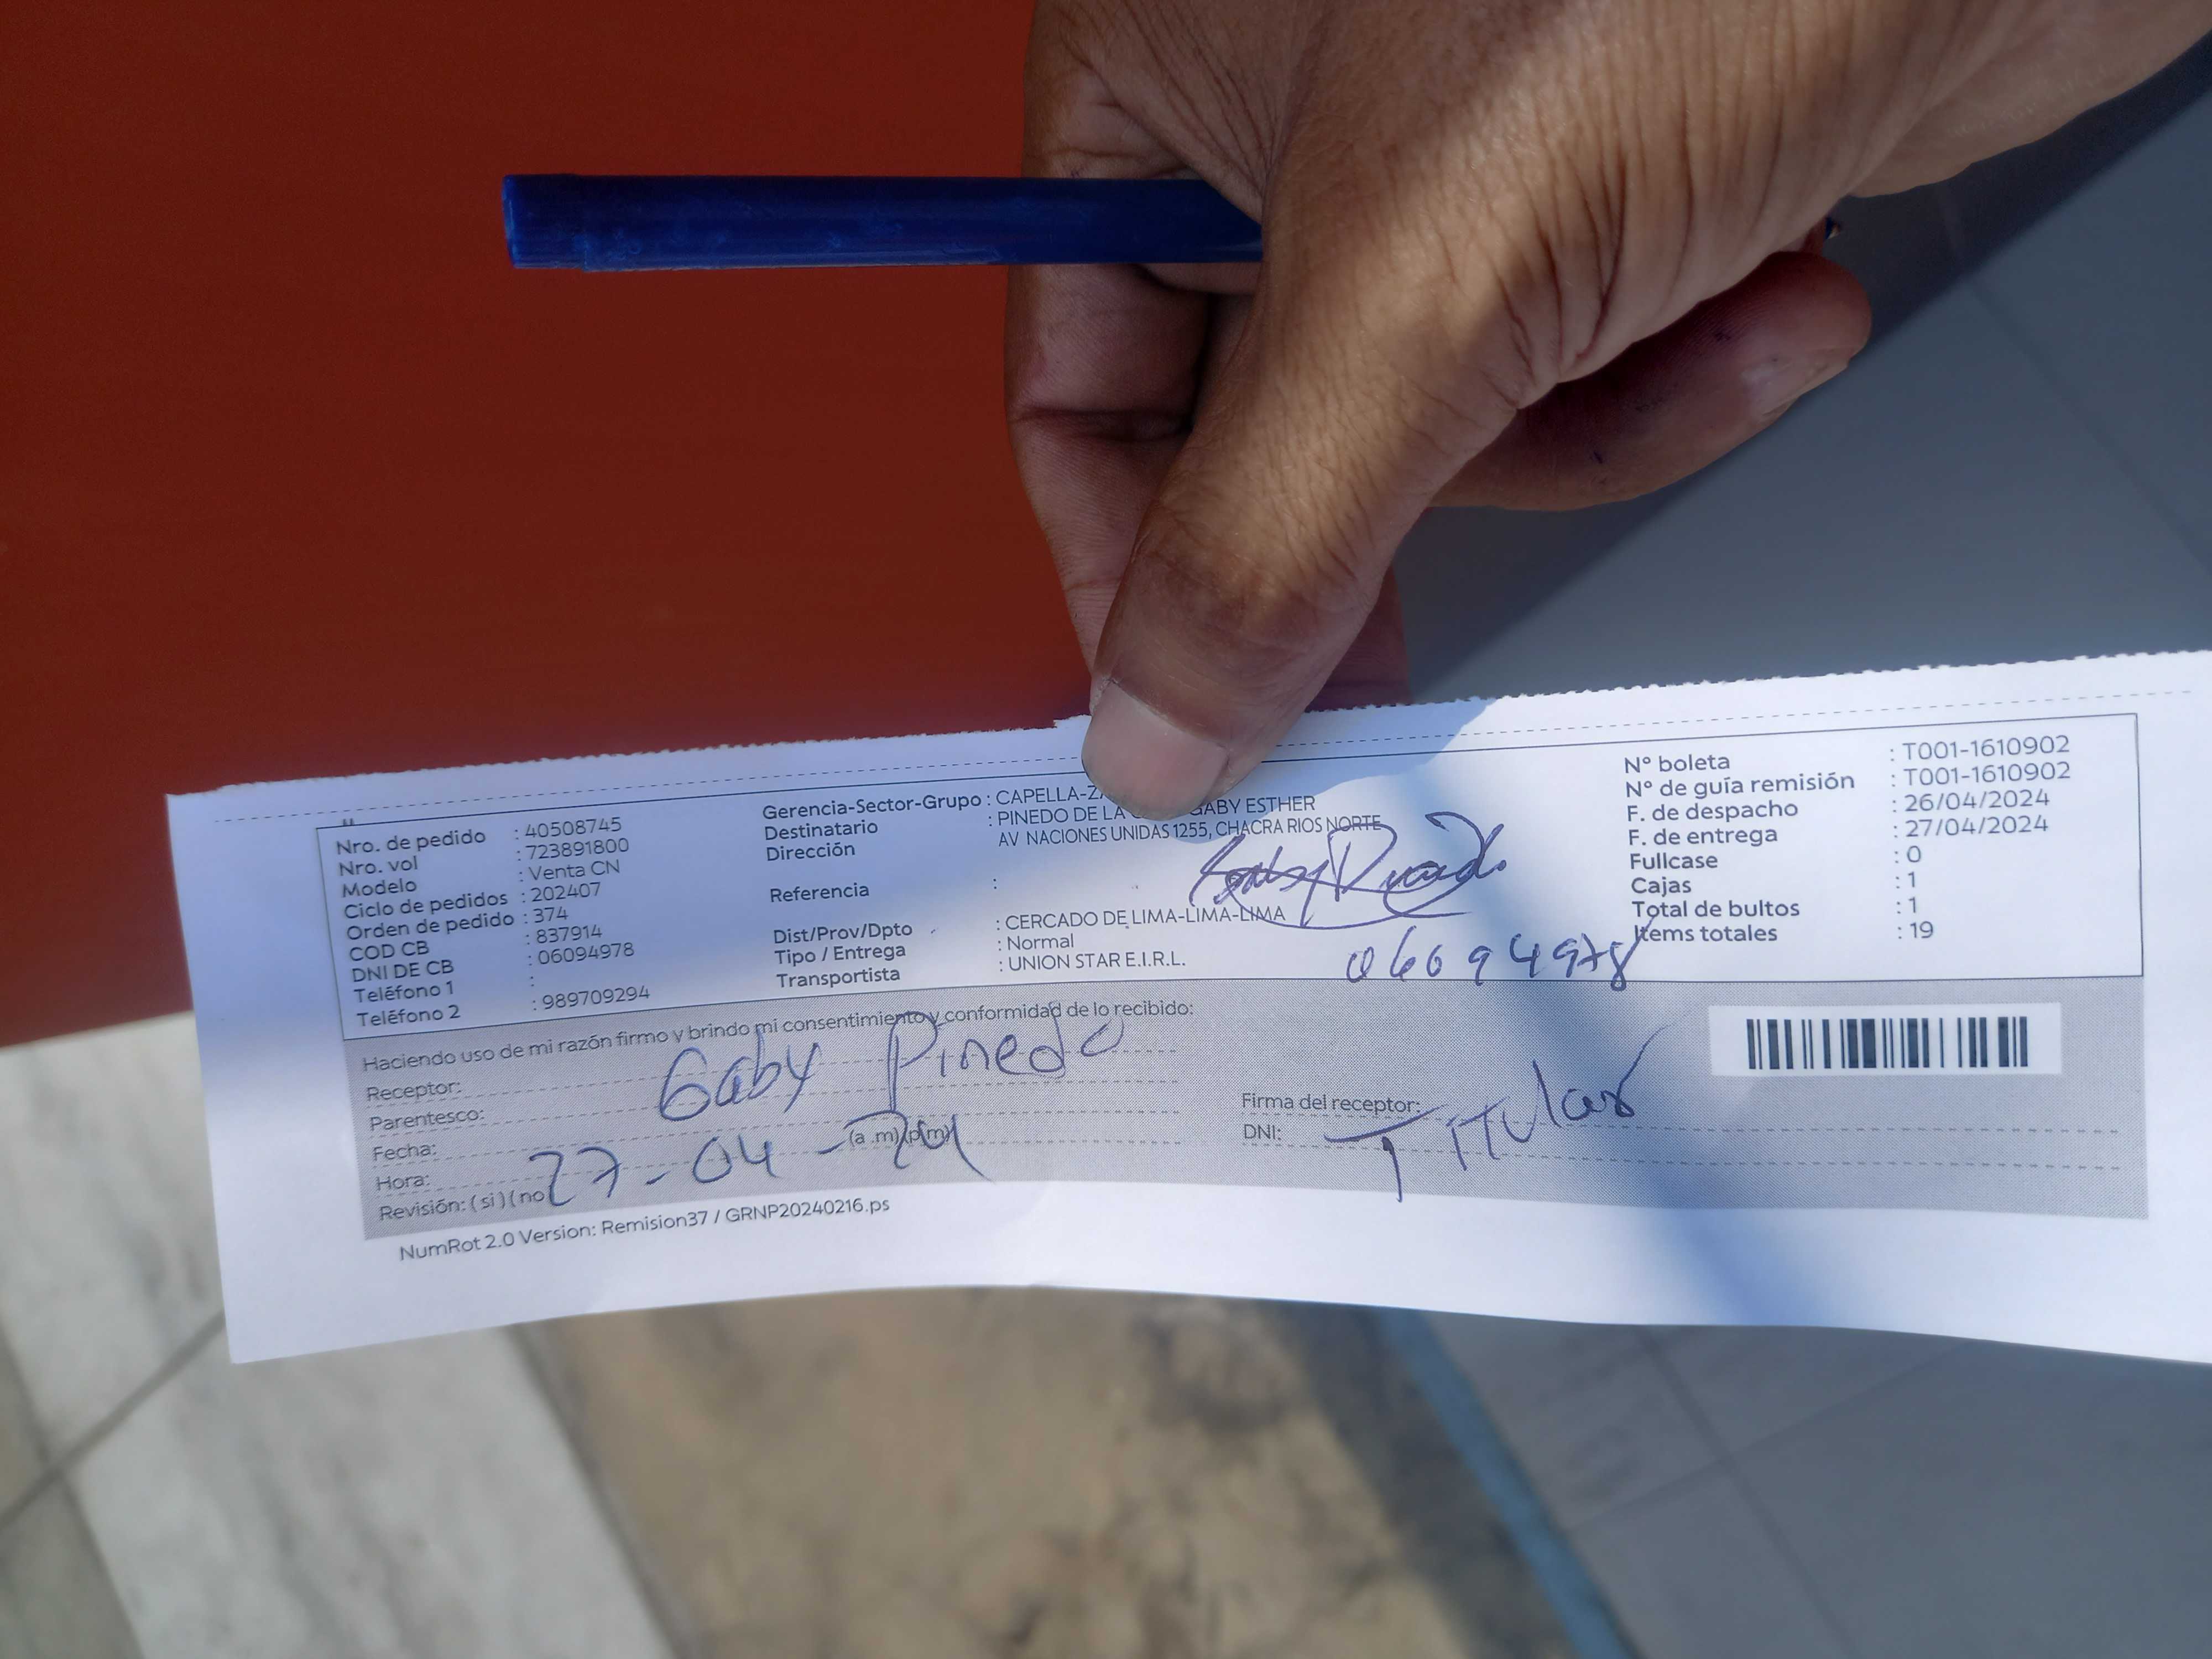 Nro. de pedido : 40508745
Nro. vol : 723891800
Modelo : Venta CN
Ciclo de pedidos : 202407
Orden de pedido : 374
COD CB : 837914
DNI DE CB : 06094978
Teléfono 1 :
Teléfono 2 : 989709294
Gerencia-Sector-Grupo : CAPELLA-
Destinatario : PINEDO DE LA GABY ESTHER
Dirección AV NACIONES UNIDAS 1255, CHACRA RIOS NORTE
Referencia :
Dist/Prov/Dpto : CERCADO DE LIMA-LIMA-LIMA
Tipo / Entrega : Normal
Transportista : UNION STAR E.I.R.L.
Nº boleta : T001-1610902
Nº de guía remisión : T001-1610902
F. de despacho : 26/04/2024
F. de entrega : 27/04/2024
Fullcase : 0
Cajas : 1
Total de bultos : 1
Items totales : 19
Haciendo uso de mi razón firmo y brindo mi consentimiento y conformidad de lo recibido:
Receptor:
Parentesco: Gaby Pinedo
Fecha:
Hora: (a .m) (p.m)
Revisión: ( si ) ( no 27-04-24
Firma del receptor:
DNI: Titular
NumRot 2.0 Version: Remision37 / GRNP20240216.ps